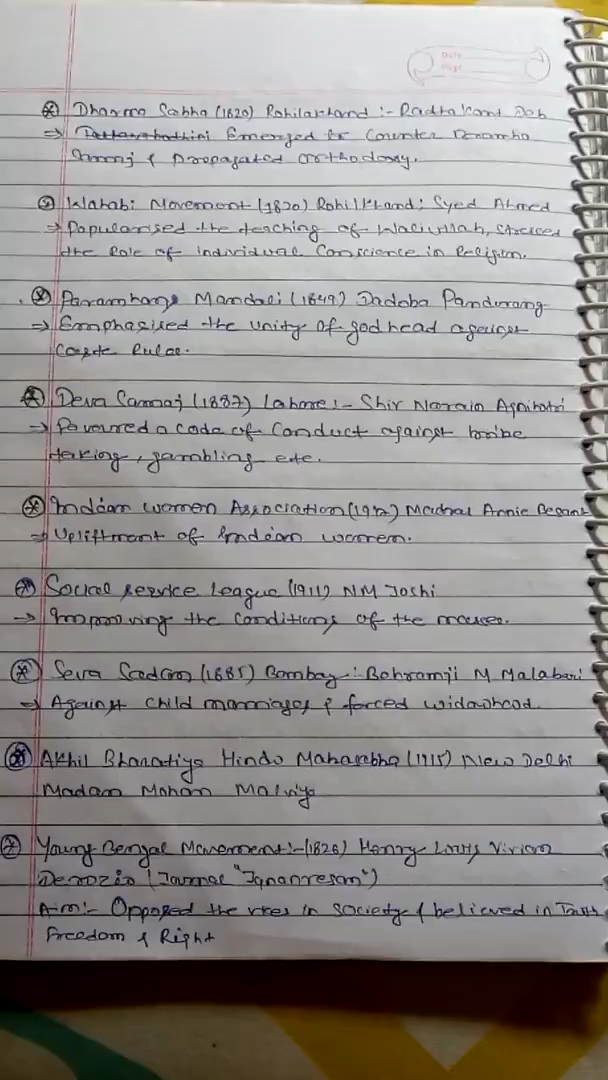 Date
Page
Dharma Sabha (1820) Rohilakhand :- Radhakant Deb
⇒ Tattavabodhini Emerged to Counter Bramho
Samaj & Propagated orthodoxy.
Wahabi Movement (1820) Rohilkhand : Syed Ahmed
⇒ Popularised the teaching of Waliullah, stressed
the Role of individual Conscience in Religion.
Paramhans Mandali (1849) Dadoba Pandurang
⇒ Emphasised the unity of godhead against
Caste Rules.
Deva Samaj (1887) Lahore :- Shiv Narain Agnihotri
→ Favoured a code of Conduct against bribe
taking, gambling etc.
Indian women Association (1917) Madras Annie Besant
⇒ Upliftment of Indian women.
Social service League (1911) NM Joshi
→ Improving the conditions of the masses.
Seva Sadan (1885) Bombay :- Behramji M Malabari
→ Against child marriages & forced widowhood.
Akhil Bharatiya Hindu Mahasabha (1915) New Delhi
Madan Mohan Malviya
Young Bengal Movement :- (1826) Henry Louis Vivian
Derozio (Journal "Jgnanresan")
Aim :- Opposed the vices in society & believed in Truth,
Freedom & Right